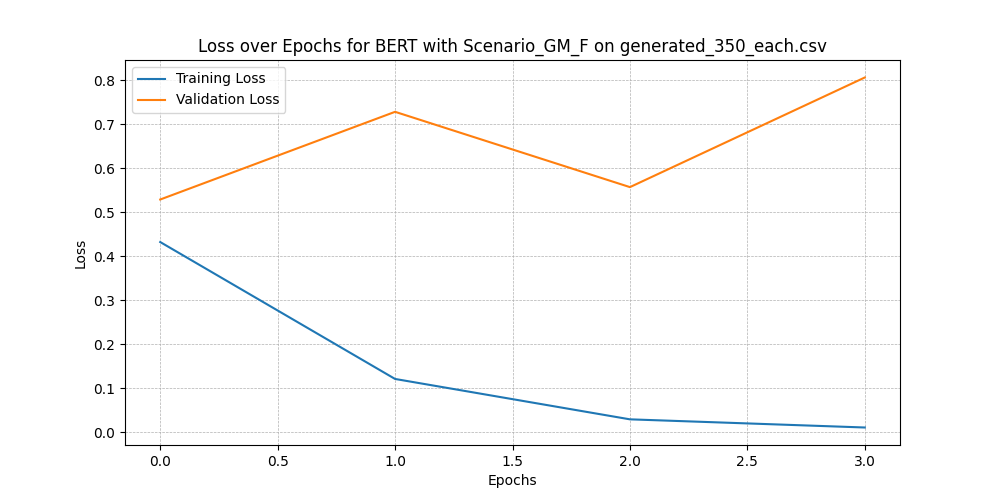 Loss over Epochs for BERT with Scenario_GM_F on generated_350_each.csv
Training Loss
Validation Loss
0.8
0.7
0.6
0.5
0.4
0.3
0.2
0.1
0.0
Loss
0.0 0.5 1.0 1.5 2.0 2.5 3.0
Epochs